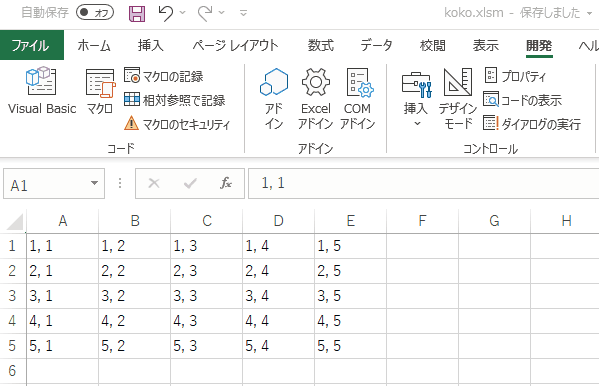 自動保存 オフ koko.xlsm - 保存しました
ファイル ホーム 挿入 ページ レイアウト 数式 データ 校閲 表示 開発
Visual Basic マクロ マクロの記録 相対参照で記録 マクロのセキュリティ
コード
アド
イン Excel
アドイン COM
アドイン
アドイン
挿入 デザイン
モード プロパティ コードの表示 ダイアログの実行
コントロール
A1 fx 1, 1
A B C D E F G H
1 1, 1 1, 2 1, 3 1, 4 1, 5
2 2, 1 2, 2 2, 3 2, 4 2, 5
3 3, 1 3, 2 3, 3 3, 4 3, 5
4 4, 1 4, 2 4, 3 4, 4 4, 5
5 5, 1 5, 2 5, 3 5, 4 5, 5
6